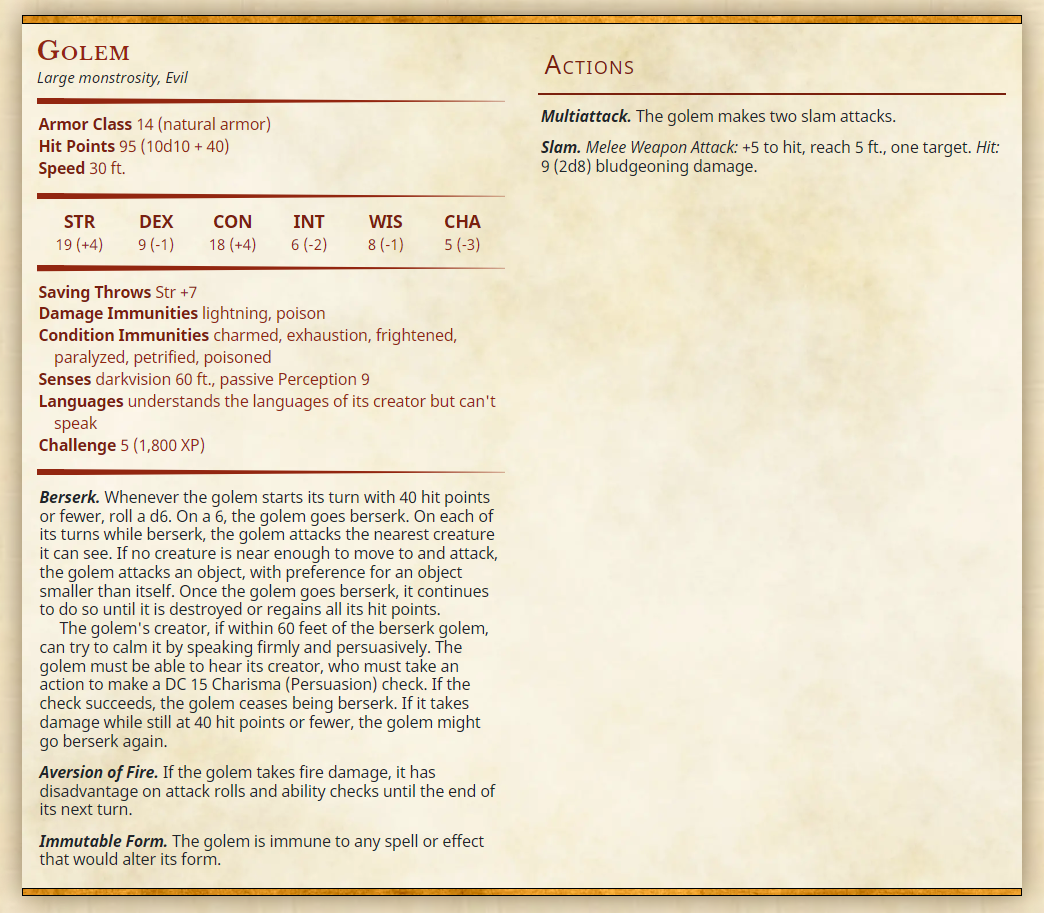 Golem
Large monstrosity, Evil
Armor Class 14 (natural armor)
Hit Points 95 (10d10 + 40)
Speed 30 ft.
STR DEX CON INT WIS CHA
19 (+4) 9 (-1) 18 (+4) 6 (-2) 8 (-1) 5 (-3)
Saving Throws Str +7
Damage Immunities lightning, poison
Condition Immunities charmed, exhaustion, frightened,
paralyzed, petrified, poisoned
Senses darkvision 60 ft., passive Perception 9
Languages understands the languages of its creator but can't
speak
Challenge 5 (1,800 XP)
Berserk. Whenever the golem starts its turn with 40 hit points
or fewer, roll a d6. On a 6, the golem goes berserk. On each of
its turns while berserk, the golem attacks the nearest creature
it can see. If no creature is near enough to move to and attack,
the golem attacks an object, with preference for an object
smaller than itself. Once the golem goes berserk, it continues
to do so until it is destroyed or regains all its hit points.
The golem's creator, if within 60 feet of the berserk golem,
can try to calm it by speaking firmly and persuasively. The
golem must be able to hear its creator, who must take an
action to make a DC 15 Charisma (Persuasion) check. If the
check succeeds, the golem ceases being berserk. If it takes
damage while still at 40 hit points or fewer, the golem might
go berserk again.
Aversion of Fire. If the golem takes fire damage, it has
disadvantage on attack rolls and ability checks until the end of
its next turn.
Immutable Form. The golem is immune to any spell or effect
that would alter its form.
Actions
Multiattack. The golem makes two slam attacks.
Slam. Melee Weapon Attack: +5 to hit, reach 5 ft., one target. Hit:
9 (2d8) bludgeoning damage.